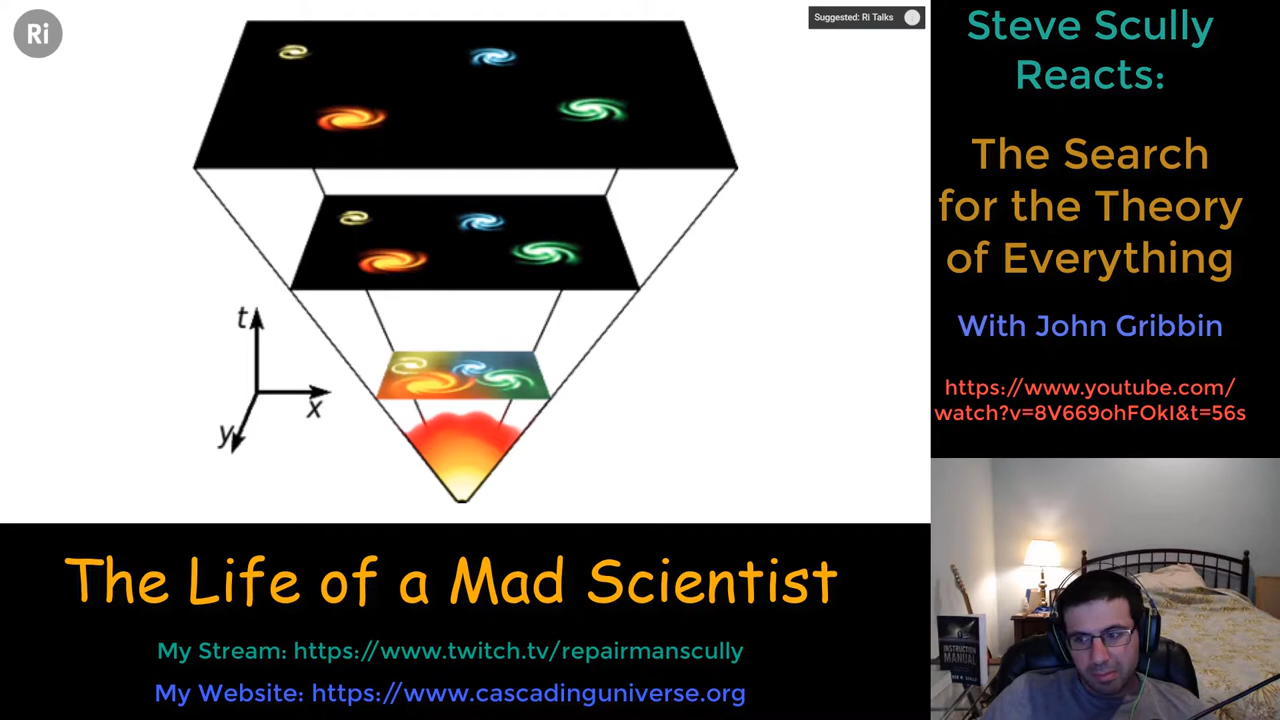 Ri
Suggested: Ri Talks
t
x
y
Steve Scully
Reacts:
The Search
for the Theory
of Everything
With John Gribbin
https://www.youtube.com/
watch?v=8V669ohFOkI&t=56s
The Life of a Mad Scientist
My Stream: https://www.twitch.tv/repairmanscully
My Website: https://www.cascadinguniverse.org
INSTRUCTION
MANUAL